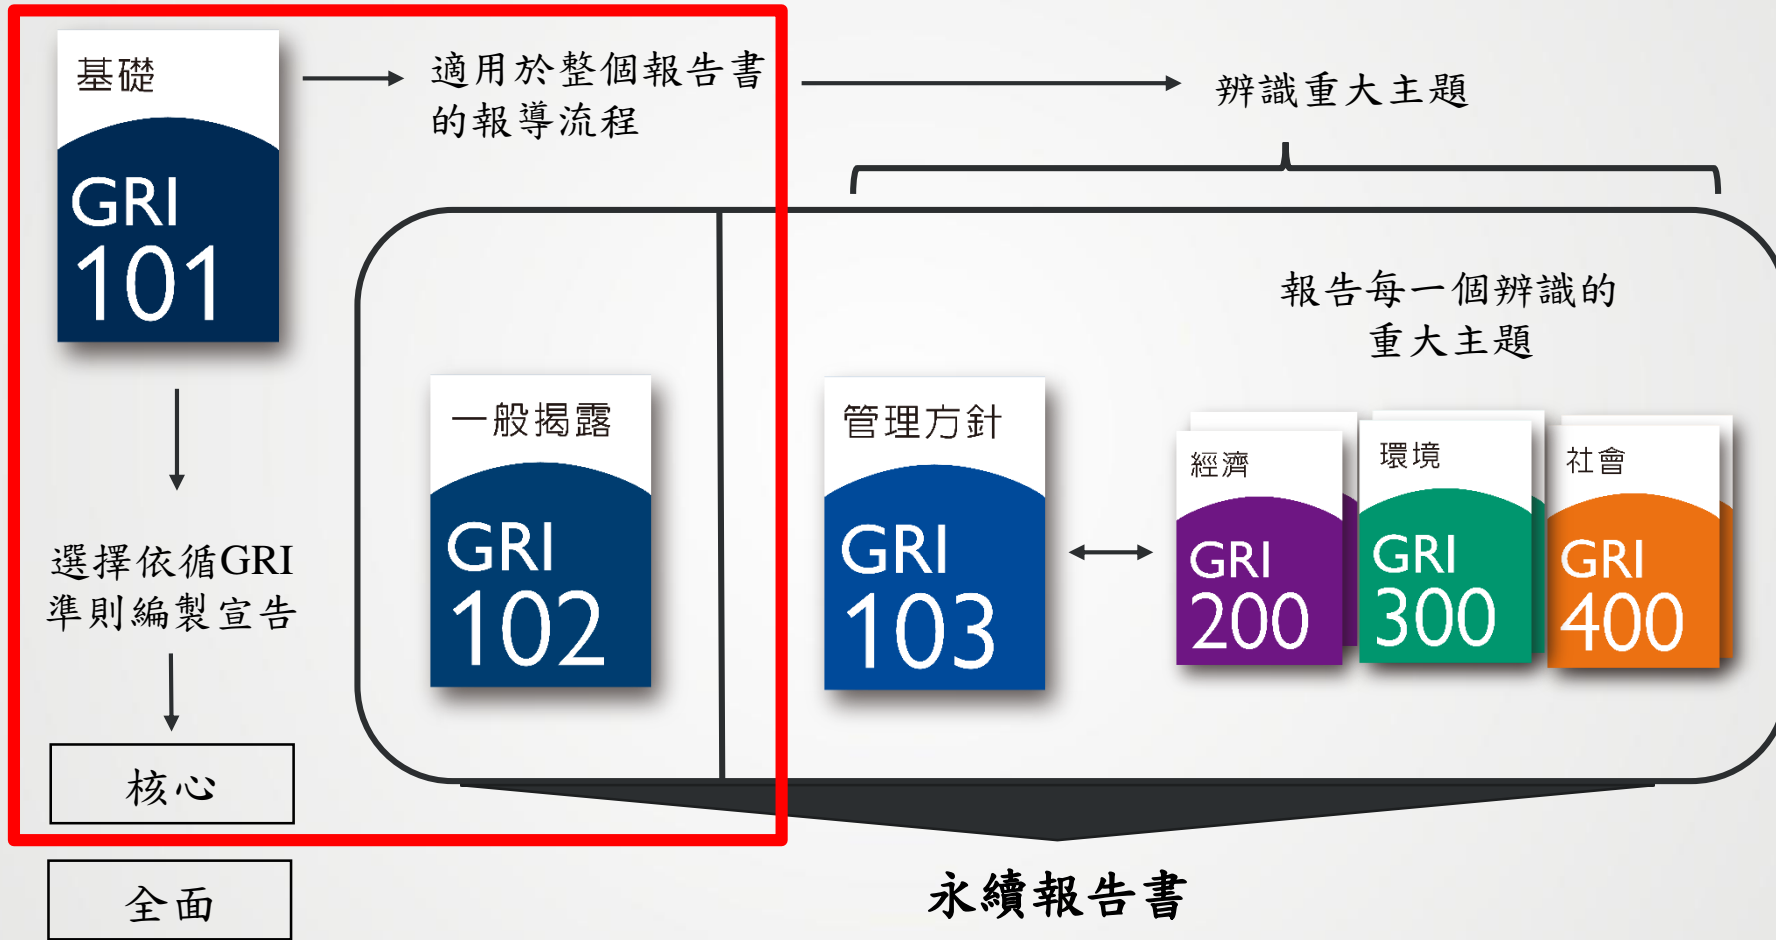 基礎
GRI
101
適用於整個報告書
的報導流程
辨識重大主題
選擇依循GRI
準則編製宣告
核心
全面
一般揭露
GRI
102
管理方針
GRI
103
報告每一個辨識的
重大主題
經濟
GRI
200
環境
GRI
300
社會
GRI
400
永續報告書